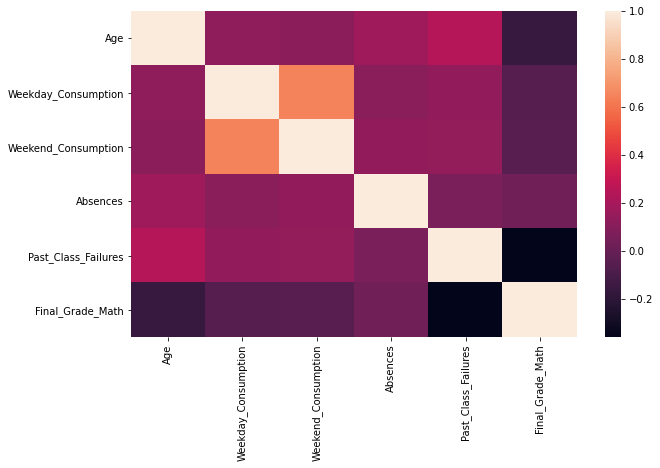 Age
Weekday_Consumption
Weekend_Consumption
Absences
Past_Class_Failures
Final_Grade_Math
Age
Weekday_Consumption
Weekend_Consumption
Absences
Past_Class_Failures
Final_Grade_Math
1.0
0.8
0.6
0.4
0.2
0.0
−0.2